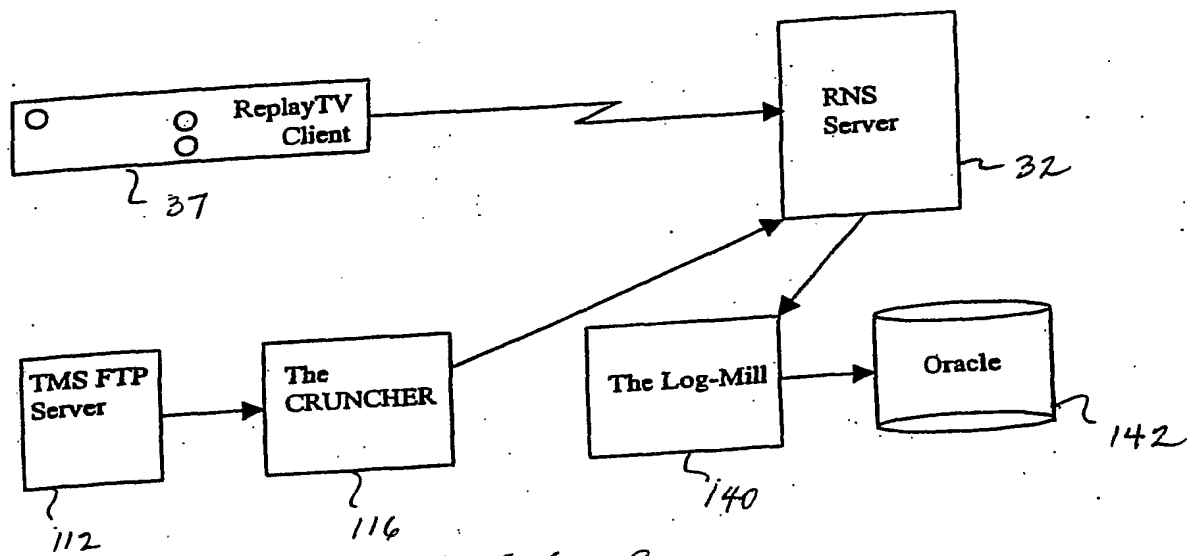 ReplayTV
Client
37
RNS
Server
32
TMS FTP
Server
112
The
CRUNCHER
116
The Log-Mill
140
Oracle
142